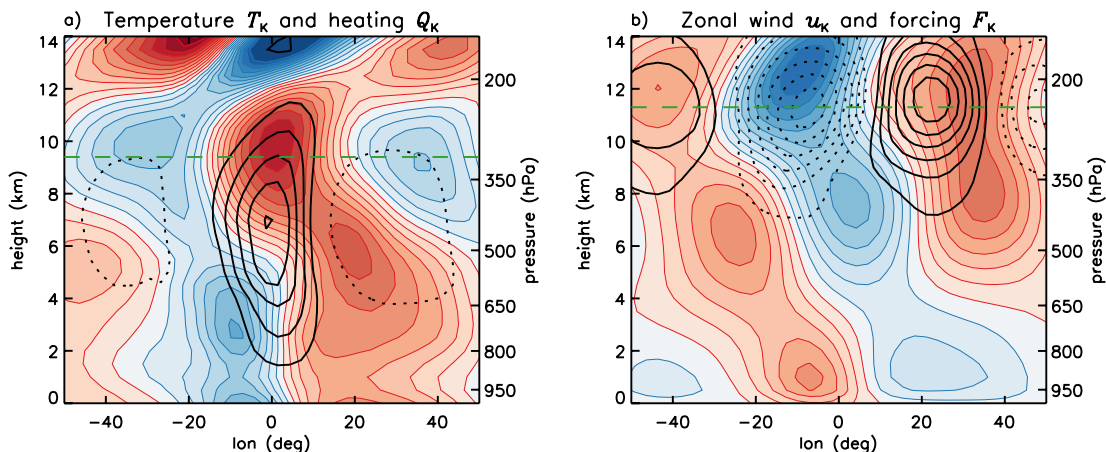 a) Temperature T_K and heating Q_K
14
12
10
8
6
4
2
0
height (km)
200
350
500
650
800
950
pressure (hPa)
−40 −20 0 20 40
lon (deg)
b) Zonal wind u_K and forcing F_K
14
12
10
8
6
4
2
0
height (km)
200
350
500
650
800
950
pressure (hPa)
−40 −20 0 20 40
lon (deg)